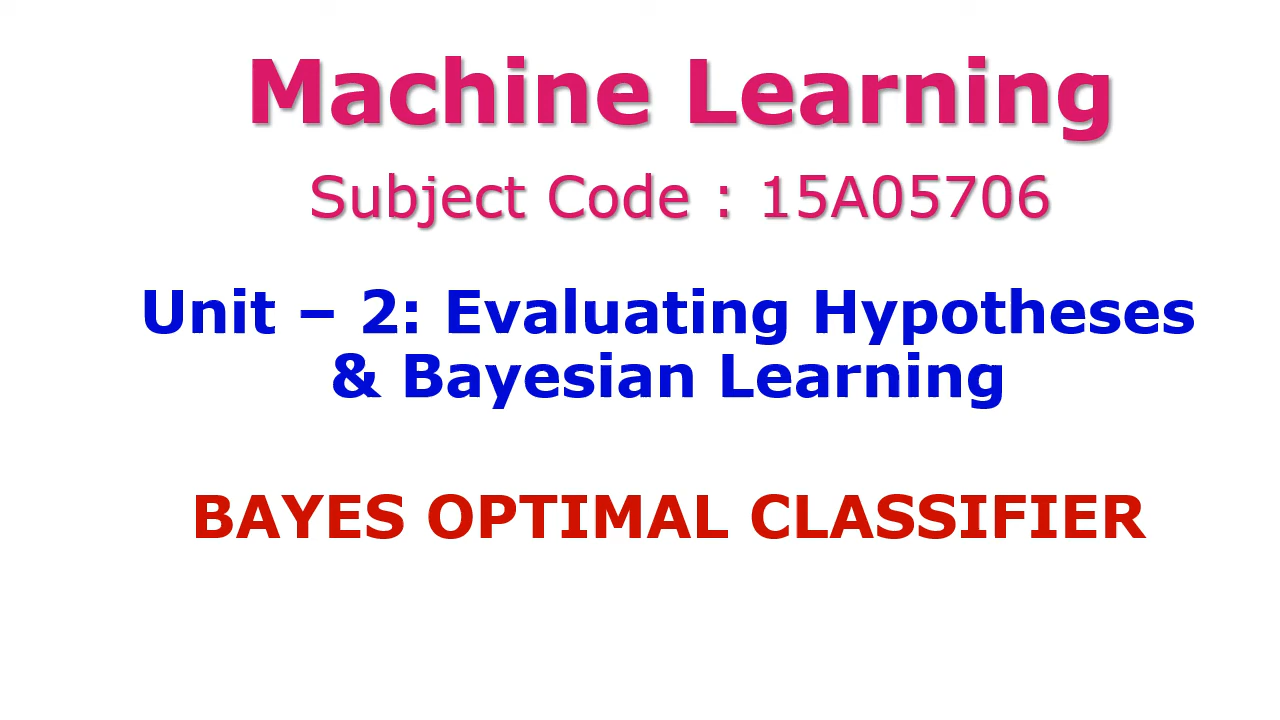 Machine Learning
Subject Code : 15A05706
Unit – 2: Evaluating Hypotheses
& Bayesian Learning
BAYES OPTIMAL CLASSIFIER